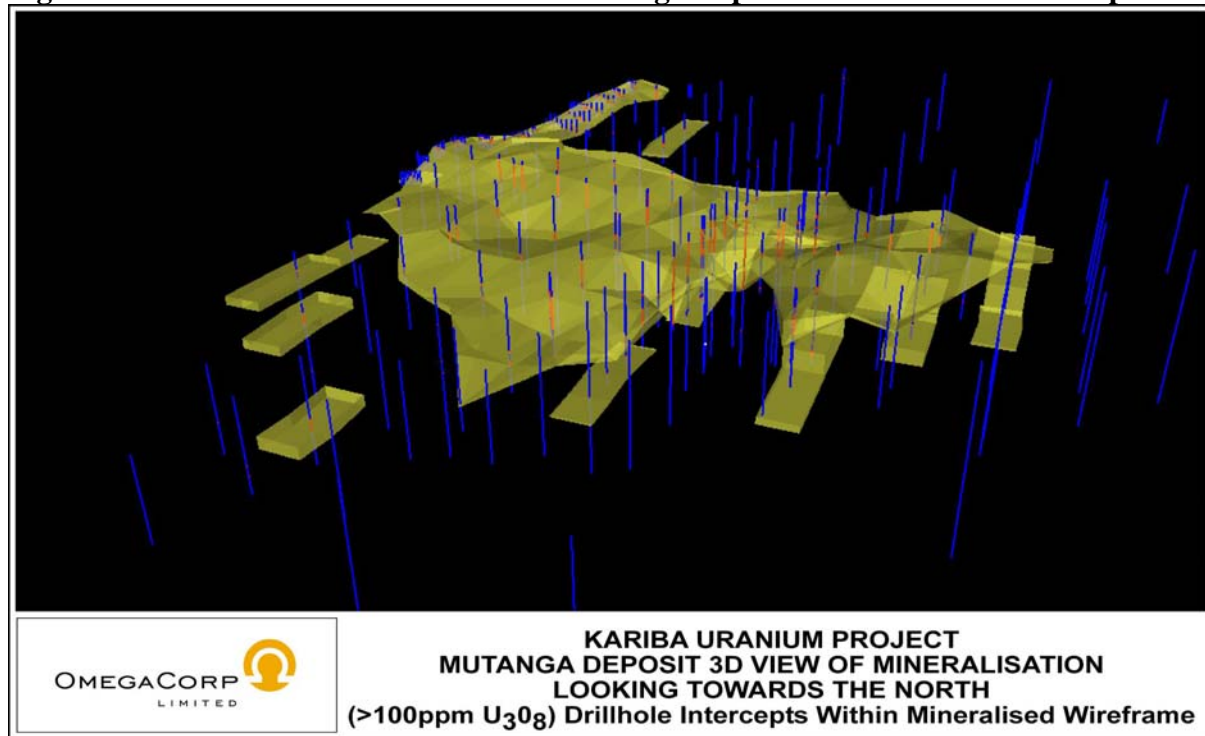 KARIBA URANIUM PROJECT
MUTANGA DEPOSIT 3D VIEW OF MINERALISATION
LOOKING TOWARDS THE NORTH
(>100ppm U308) Drillhole Intercepts Within Mineralised Wireframe
OMEGACORP
LIMITED